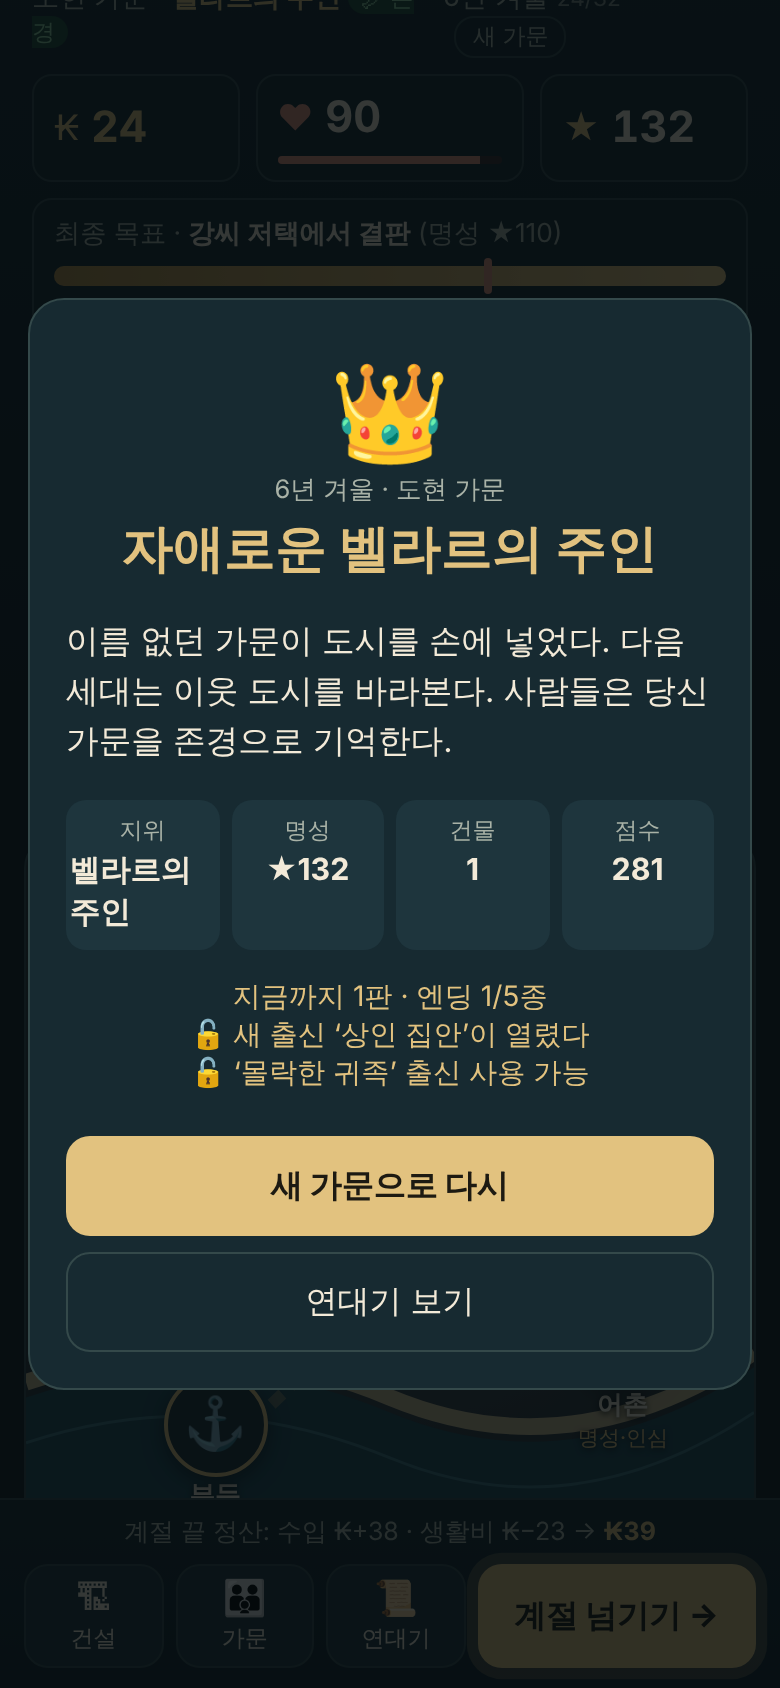 경
새 가문
₭ 24
♥ 90
★ 132
최종 목표 · 강씨 저택에서 결판 (명성 ★110)
6년 겨울 · 도현 가문
자애로운 벨라르의 주인
이름 없던 가문이 도시를 손에 넣었다. 다음
세대는 이웃 도시를 바라본다. 사람들은 당신
가문을 존경으로 기억한다.
지위
벨라르의
주인
명성
★132
건물
1
점수
281
지금까지 1판 · 엔딩 1/5종
🔓 새 출신 ‘상인 집안’이 열렸다
🔓 ‘몰락한 귀족’ 출신 사용 가능
새 가문으로 다시
연대기 보기
어촌
명성·인심
부두
계절 끝 정산: 수입 ₭+38 · 생활비 ₭−23 → ₭39
건설
가문
연대기
계절 넘기기 →